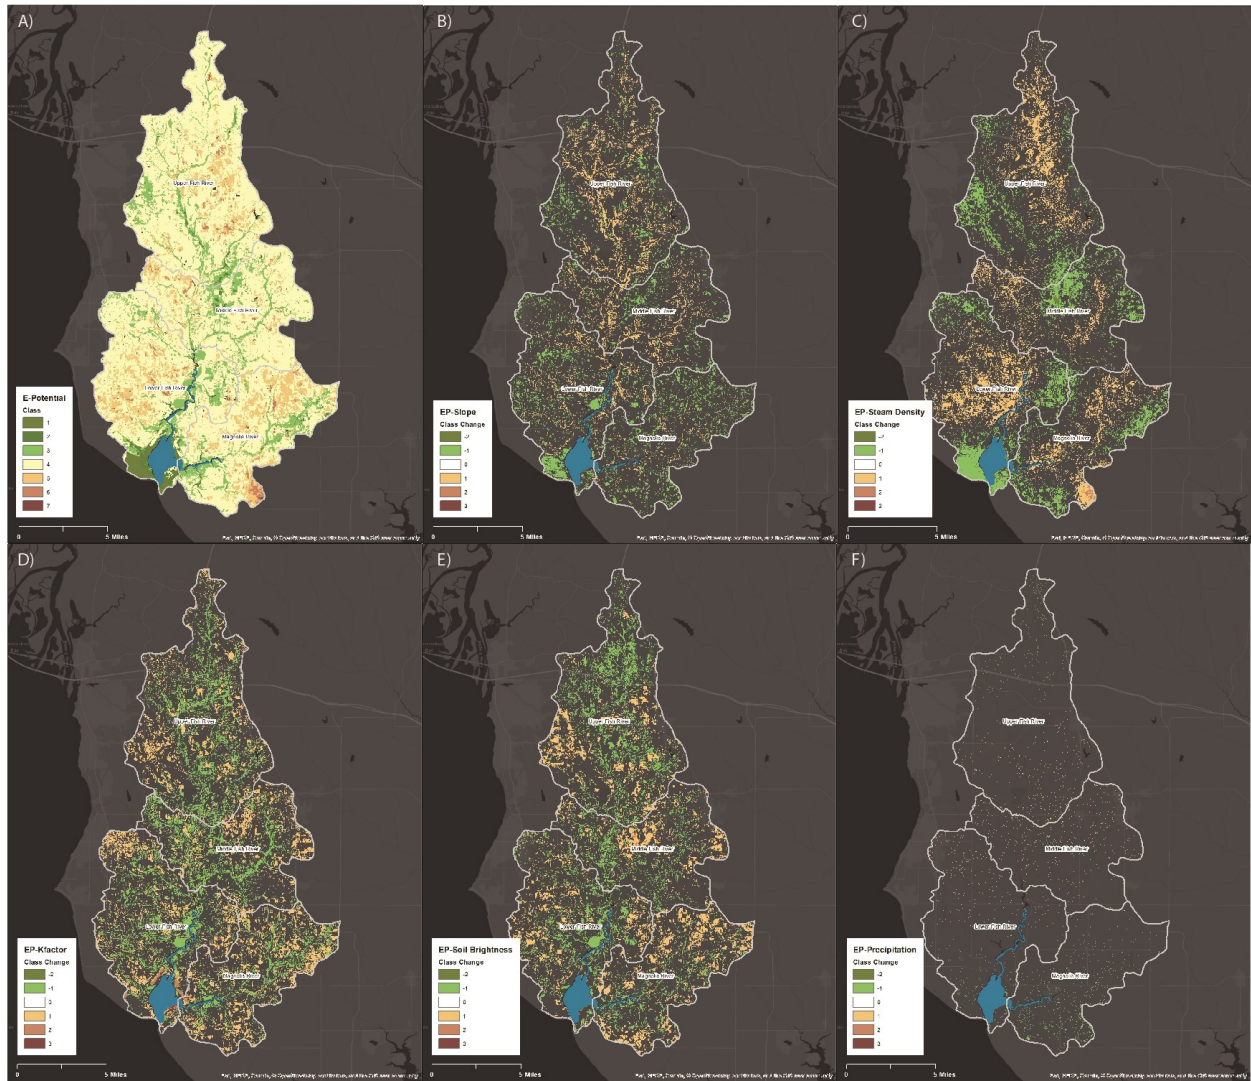 A)
Upper Fish River
Middle Fish River
Lower Fish River
Magnolia River
E-Potential
Class
1
2
3
4
5
6
7
0
5 Miles
B)
Upper Fish River
Middle Fish River
Lower Fish River
Magnolia River
EP-Slope
Class Change
-2
-1
0
1
2
3
0
5 Miles
C)
Upper Fish River
Middle Fish River
Lower Fish River
Magnolia River
EP-Steam Density
Class Change
-2
-1
0
1
2
3
0
5 Miles
D)
Upper Fish River
Middle Fish River
Lower Fish River
Magnolia River
EP-Kfactor
Class Change
-2
-1
0
1
2
3
0
5 Miles
E)
Upper Fish River
Middle Fish River
Lower Fish River
Magnolia River
EP-Soil Brightness
Class Change
-2
-1
0
1
2
3
0
5 Miles
F)
Upper Fish River
Middle Fish River
Lower Fish River
Magnolia River
EP-Precipitation
Class Change
-2
-1
0
1
2
3
0
5 Miles